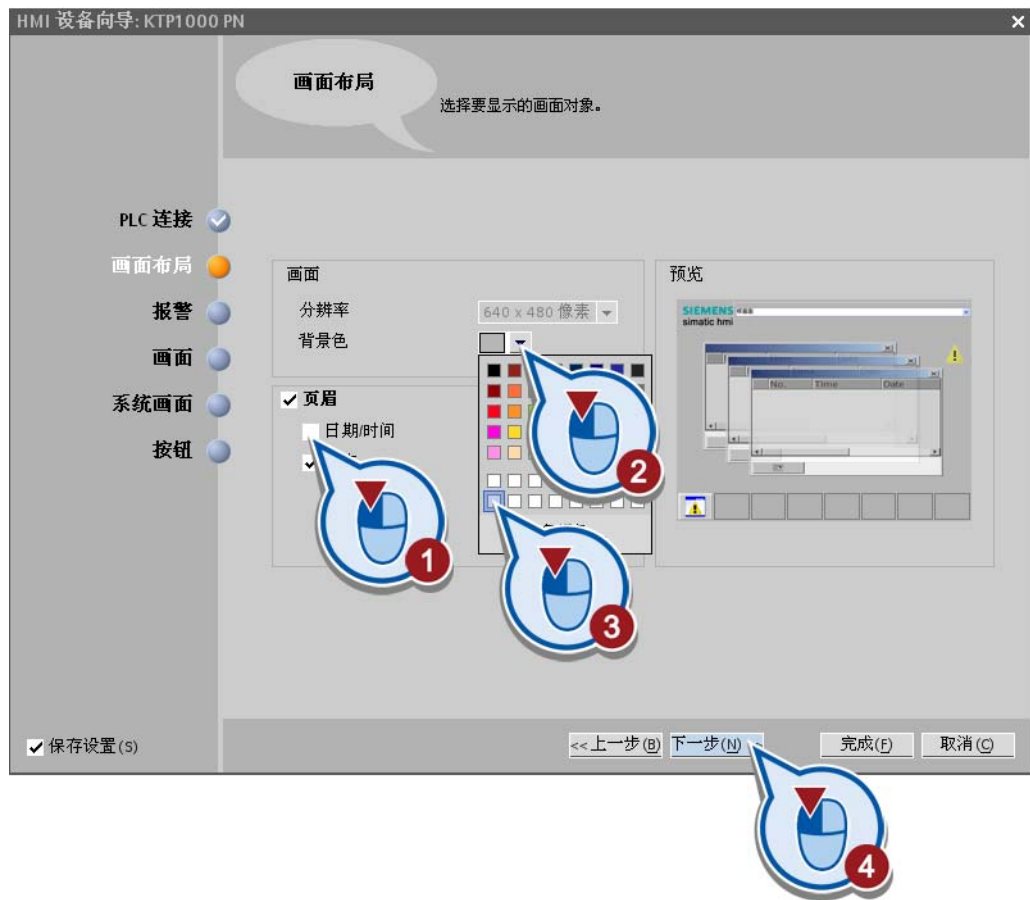 HMI 设备向导: KTP1000 PN
画面布局
选择要显示的画面对象。
PLC 连接
画面布局
报警
画面
系统画面
按钮
画面
分辨率
640 x 480 像素
背景色
页眉
日期/时间
预览
SIEMENS
simatic hmi
No. Time Date
1
2
3
保存设置(S)
<<上一步(B)
下一步(N)
完成(F)
取消(C)
4